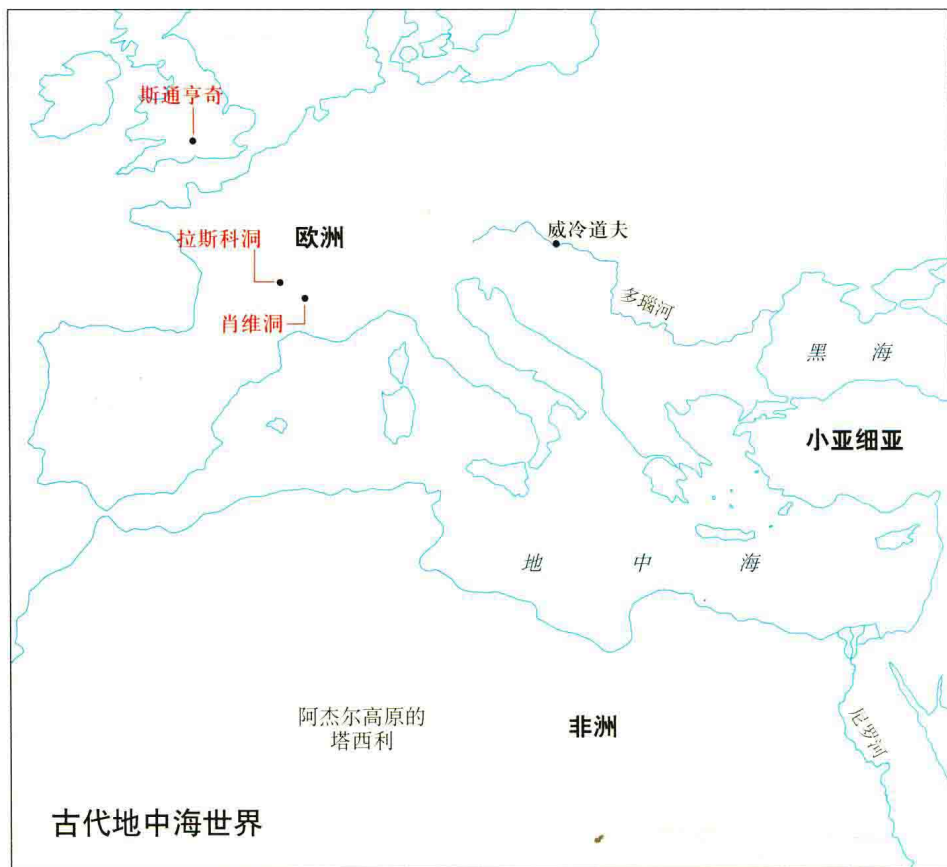 斯通亨奇
拉斯科洞
欧洲
肖维洞
威冷道夫
多瑙河
黑海
小亚细亚
地中海
阿杰尔高原的
塔西利
非洲
尼罗河
古代地中海世界